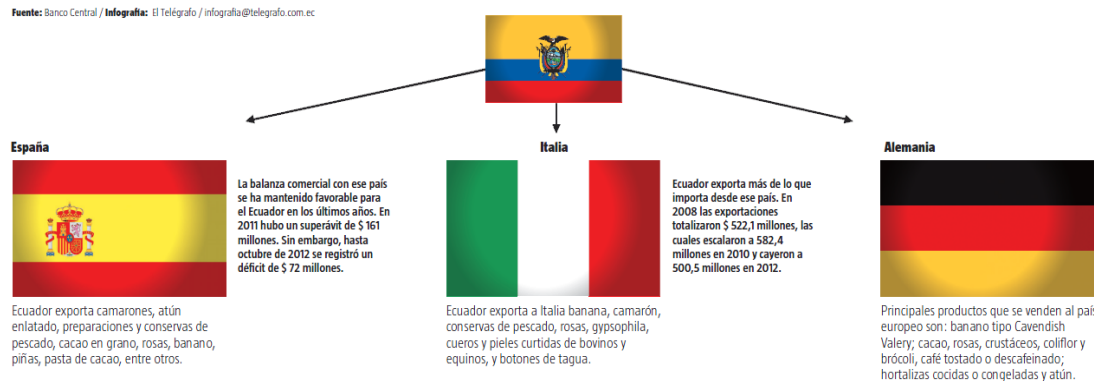 Fuente: Banco Central / Infografía: El Telégrafo / infografia@telegrafo.com.ec
España
La balanza comercial con ese país
se ha mantenido favorable para
el Ecuador en los últimos años. En
2011 hubo un superávit de $ 161
millones. Sin embargo, hasta
octubre de 2012 se registró un
déficit de $ 72 millones.
Ecuador exporta camarones, atún
enlatado, preparaciones y conservas de
pescado, cacao en grano, rosas, banano,
piñas, pasta de cacao, entre otros.
Italia
Ecuador exporta más de lo que
importa desde ese país. En
2008 las exportaciones
totalizaron $ 522,1 millones, las
cuales escalaron a 582,4
millones en 2010 y cayeron a
500,5 millones en 2012.
Ecuador exporta a Italia banana, camarón,
conservas de pescado, rosas, gypsophila,
cueros y pieles curtidas de bovinos y
equinos, y botones de tagua.
Alemania
Principales productos que se venden al país
europeo son: banano tipo Cavendish
Valery; cacao, rosas, crustáceos, coliflor y
brócoli, café tostado o descafeinado;
hortalizas cocidas o congeladas y atún.